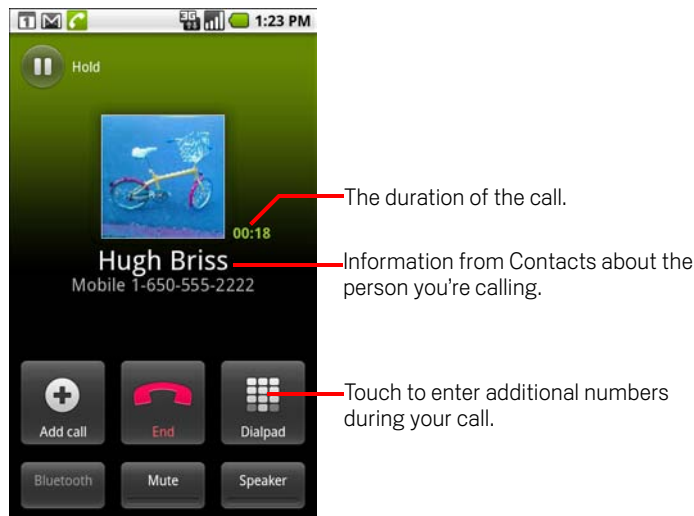 1 3G 1:23 PM
Hold
The duration of the call.
00:18
Hugh Briss
Information from Contacts about the
person you're calling.
Mobile 1-650-555-2222
Touch to enter additional numbers
during your call.
Add call End Dialpad
Bluetooth Mute Speaker